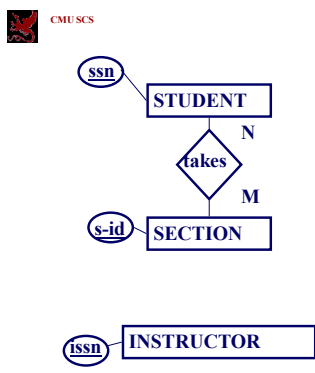 CMU SCS
ssn
STUDENT
N
takes
M
s-id
SECTION
issn
INSTRUCTOR